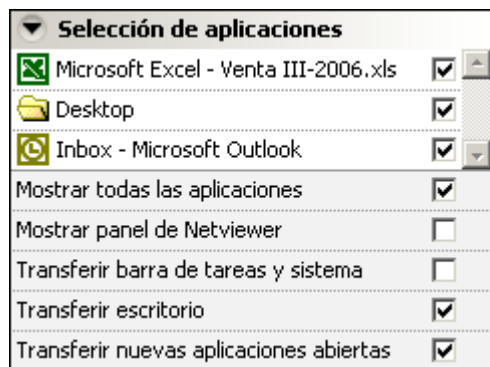 Selección de aplicaciones
Microsoft Excel - Venta III-2006.xls
Desktop
Inbox - Microsoft Outlook
Mostrar todas las aplicaciones
Mostrar panel de Netviewer
Transferir barra de tareas y sistema
Transferir escritorio
Transferir nuevas aplicaciones abiertas